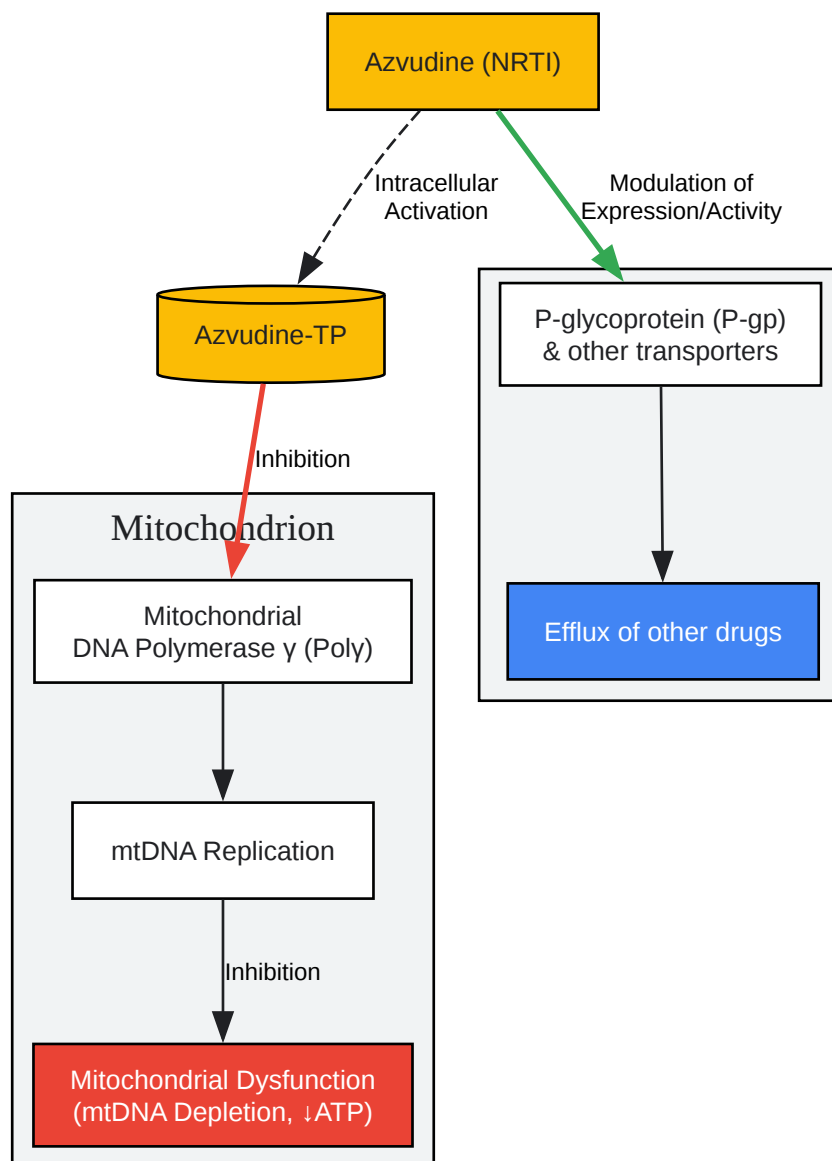 Azvudine (NRTI)
Intracellular
Activation
Modulation of
Expression/Activity
Azvudine-TP
P-glycoprotein (P-gp)
& other transporters
Inhibition
Mitochondrion
Mitochondrial
DNA Polymerase γ (Polγ)
Efflux of other drugs
mtDNA Replication
Inhibition
Mitochondrial Dysfunction
(mtDNA Depletion, ↓ATP)